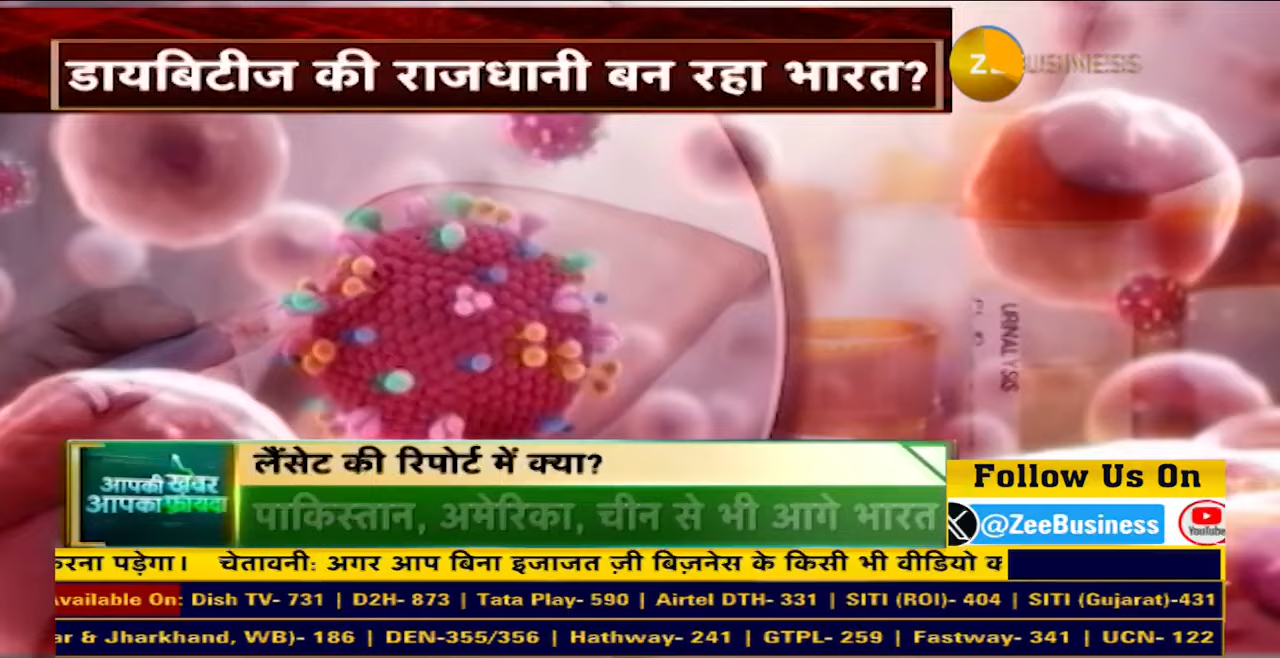 डायबिटीज की राजधानी बन रहा भारत?
ZEE BUSINESS
URINALYSIS
लैंसेट की रिपोर्ट में क्या?
आपकी खबर
आपका फ़ायदा
पाकिस्तान, अमेरिका, चीन से भी आगे भारत
Follow Us On
@ZeeBusiness
YouTube
करना पड़ेगा। चेतावनी: अगर आप बिना इजाजत ज़ी बिज़नेस के किसी भी वीडियो क
Available On: Dish TV- 731 | D2H- 873 | Tata Play- 590 | Airtel DTH- 331 | SITI (ROI)- 404 | SITI (Gujarat)-431
ar & Jharkhand, WB)- 186 | DEN-355/356 | Hathway- 241 | GTPL- 259 | Fastway- 341 | UCN- 122